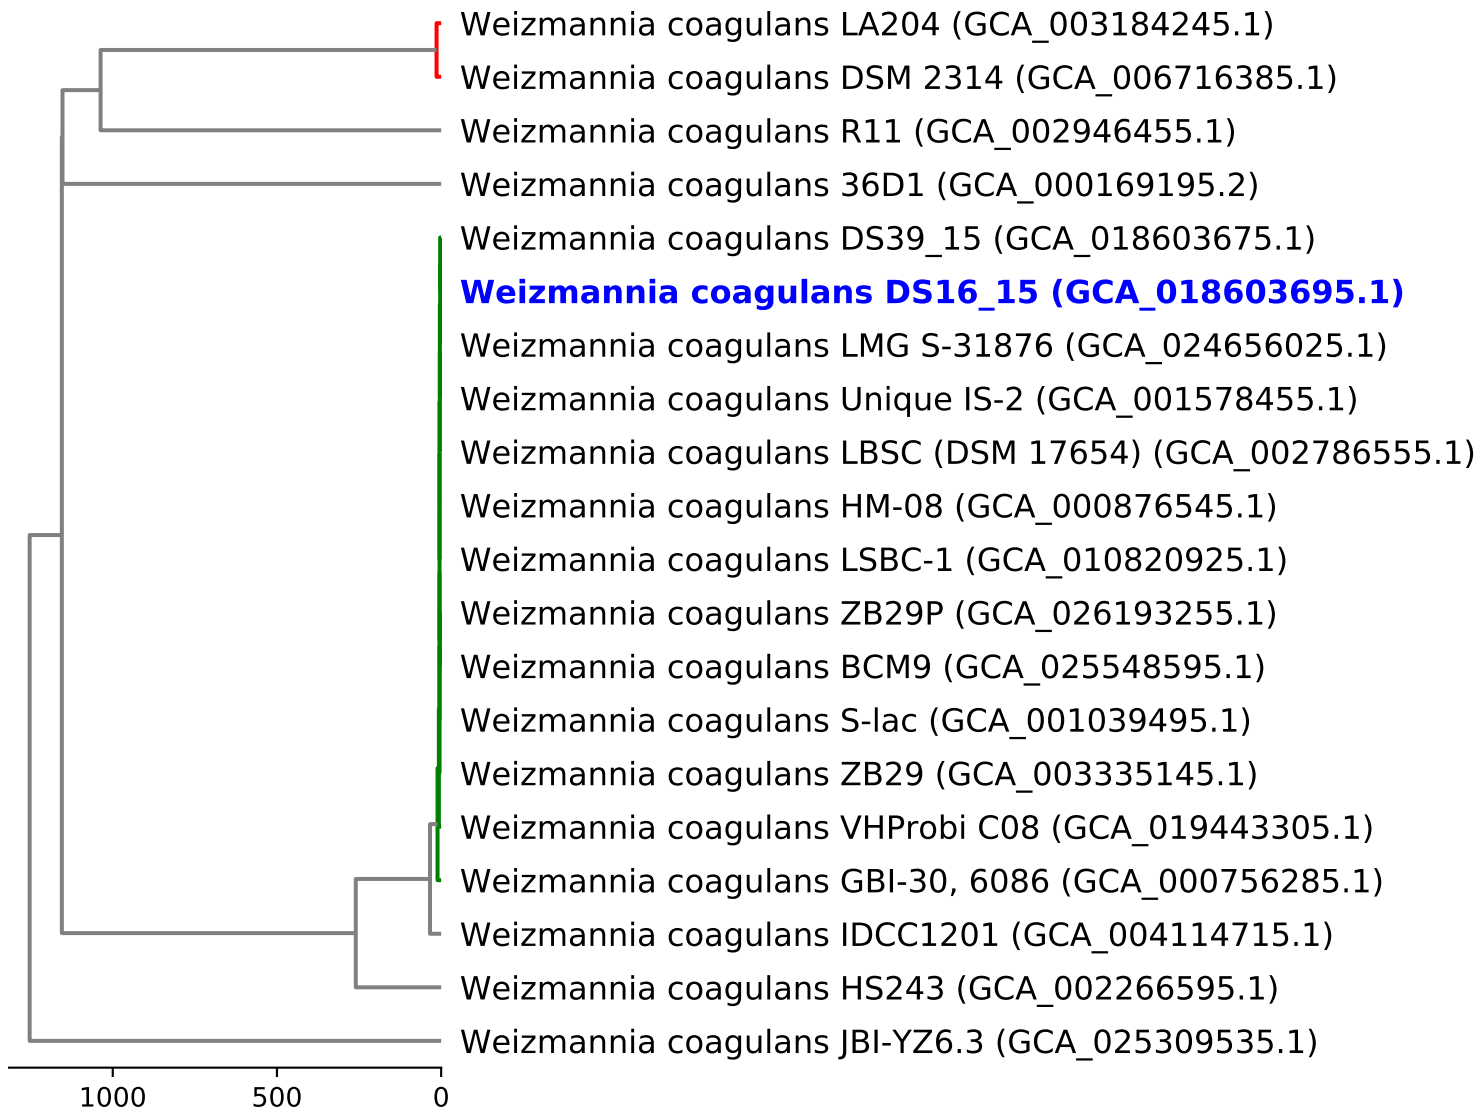 Weizmannia coagulans LA204 (GCA_003184245.1)
Weizmannia coagulans DSM 2314 (GCA_006716385.1)
Weizmannia coagulans R11 (GCA_002946455.1)
Weizmannia coagulans 36D1 (GCA_000169195.2)
Weizmannia coagulans DS39_15 (GCA_018603675.1)
Weizmannia coagulans DS16_15 (GCA_018603695.1)
Weizmannia coagulans LMG S-31876 (GCA_024656025.1)
Weizmannia coagulans Unique IS-2 (GCA_001578455.1)
Weizmannia coagulans LBSC (DSM 17654) (GCA_002786555.1)
Weizmannia coagulans HM-08 (GCA_000876545.1)
Weizmannia coagulans LSBC-1 (GCA_010820925.1)
Weizmannia coagulans ZB29P (GCA_026193255.1)
Weizmannia coagulans BCM9 (GCA_025548595.1)
Weizmannia coagulans S-lac (GCA_001039495.1)
Weizmannia coagulans ZB29 (GCA_003335145.1)
Weizmannia coagulans VHProbi C08 (GCA_019443305.1)
Weizmannia coagulans GBI-30, 6086 (GCA_000756285.1)
Weizmannia coagulans IDCC1201 (GCA_004114715.1)
Weizmannia coagulans HS243 (GCA_002266595.1)
Weizmannia coagulans JBI-YZ6.3 (GCA_025309535.1)
1000 500 0